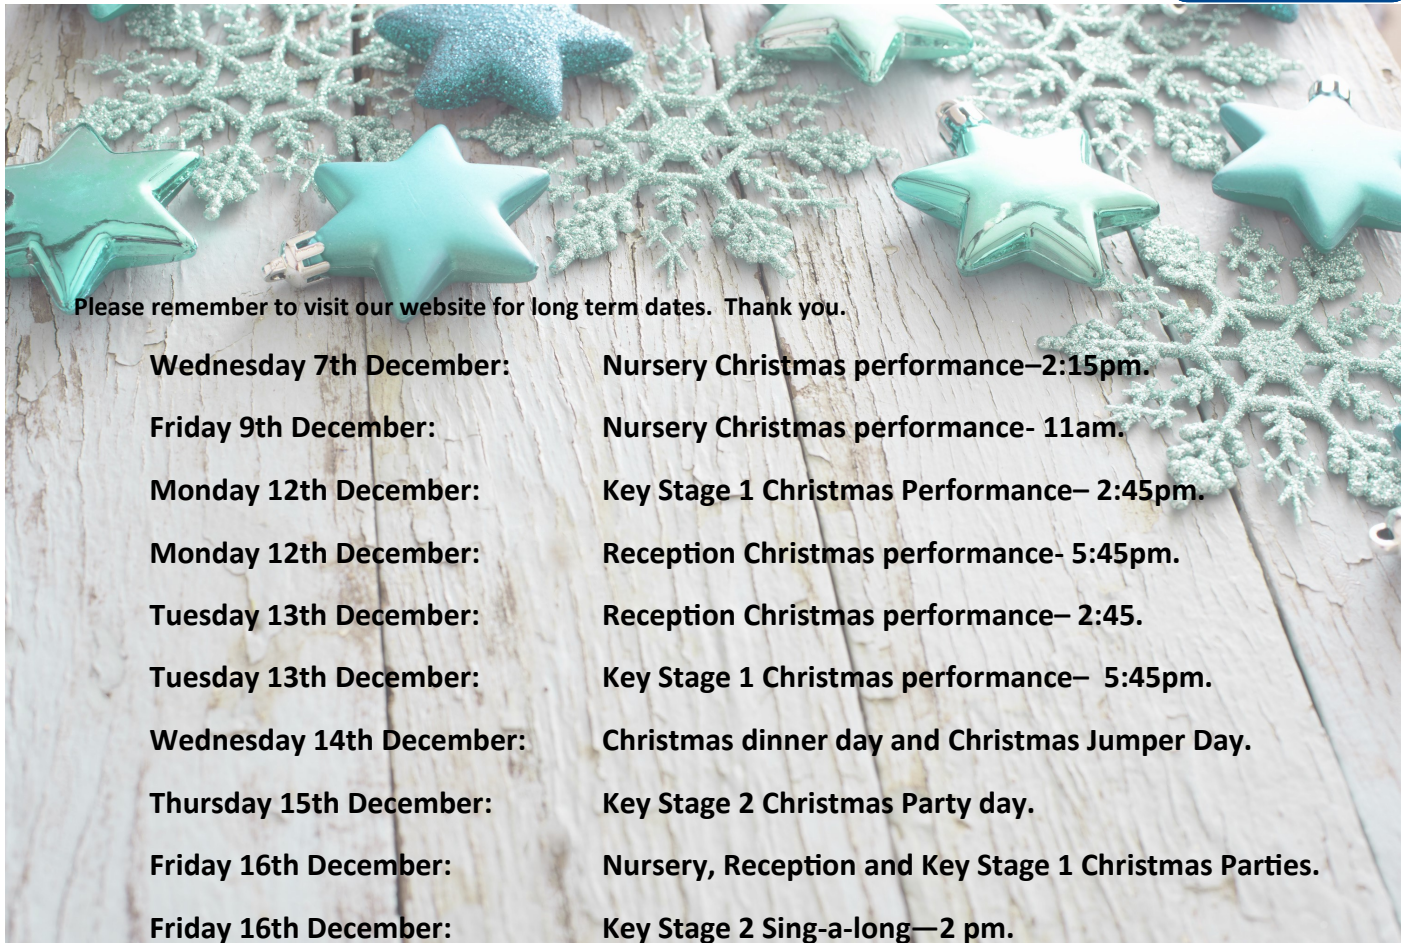 Please remember to visit our website for long term dates.  Thank you.
Wednesday 7th December: Nursery Christmas performance–2:15pm.
Friday 9th December: Nursery Christmas performance- 11am.
Monday 12th December: Key Stage 1 Christmas Performance– 2:45pm.
Monday 12th December: Reception Christmas performance- 5:45pm.
Tuesday 13th December: Reception Christmas performance– 2:45.
Tuesday 13th December: Key Stage 1 Christmas performance–  5:45pm.
Wednesday 14th December: Christmas dinner day and Christmas Jumper Day.
Thursday 15th December: Key Stage 2 Christmas Party day.
Friday 16th December: Nursery, Reception and Key Stage 1 Christmas Parties.
Friday 16th December: Key Stage 2 Sing-a-long—2 pm.